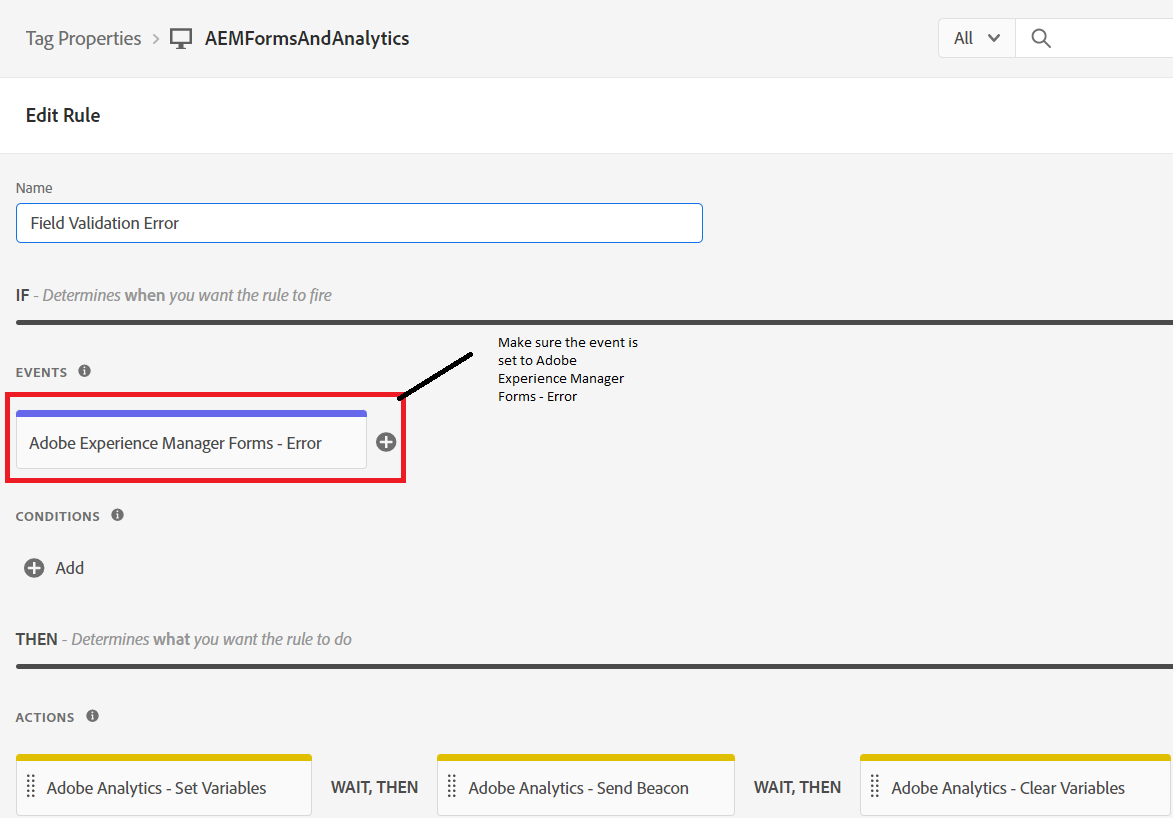 Tag Properties > AEMFormsAndAnalytics All
Edit Rule
Name
Field Validation Error
IF - Determines when you want the rule to fire
Make sure the event is
set to Adobe
Experience Manager
Forms - Error
EVENTS
Adobe Experience Manager Forms - Error
CONDITIONS
Add
THEN - Determines what you want the rule to do
ACTIONS
Adobe Analytics - Set Variables WAIT, THEN Adobe Analytics - Send Beacon WAIT, THEN Adobe Analytics - Clear Variables